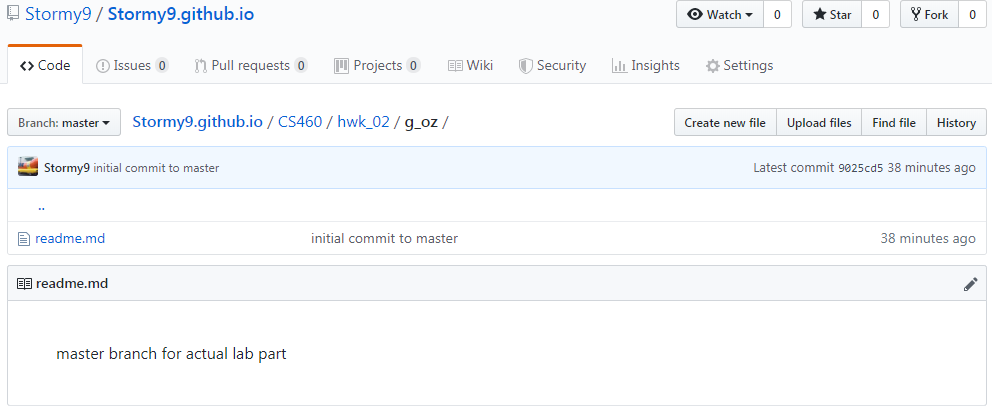 Stormy9 / Stormy9.github.io
Watch 0 Star 0 Fork 0
Code Issues 0 Pull requests 0 Projects 0 Wiki Security Insights Settings
Branch: master Stormy9.github.io / CS460 / hwk_02 / g_oz / Create new file Upload files Find file History
Stormy9 initial commit to master Latest commit 9025cd5 38 minutes ago
..
readme.md initial commit to master 38 minutes ago
readme.md
master branch for actual lab part